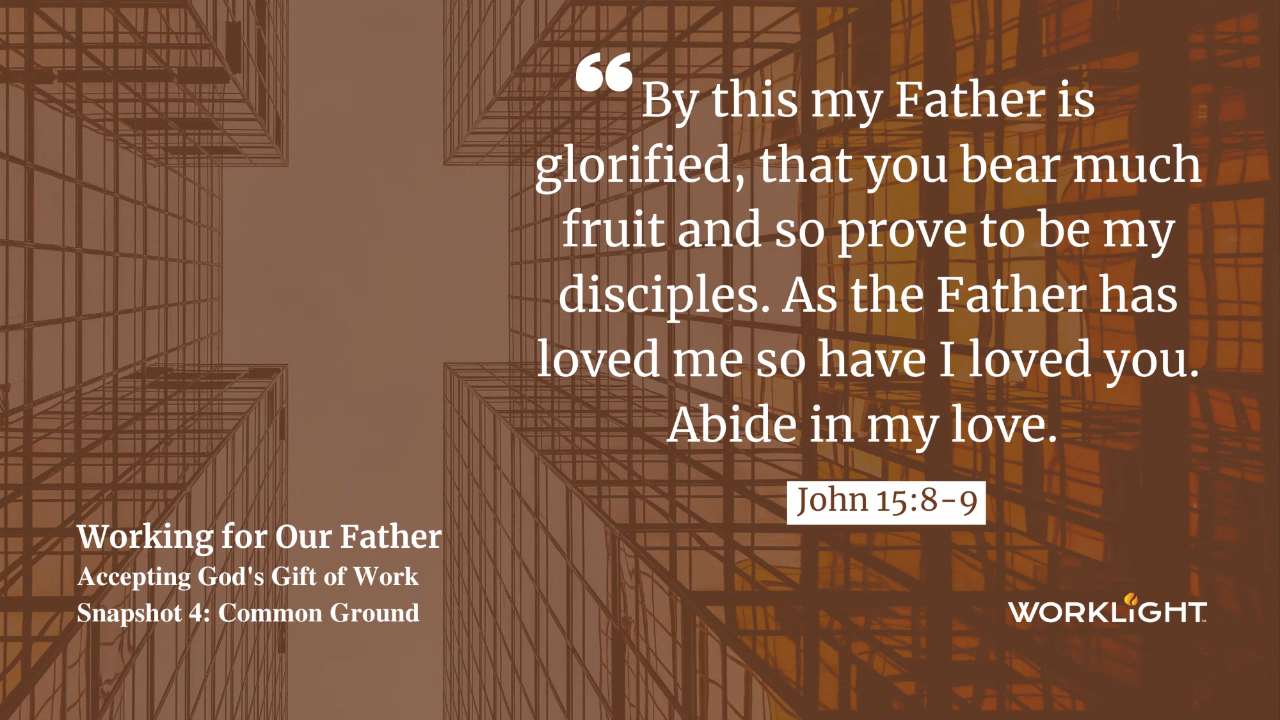 “By this my Father is
glorified, that you bear much
fruit and so prove to be my
disciples. As the Father has
loved me so have I loved you.
Abide in my love.
John 15:8-9
Working for Our Father
Accepting God's Gift of Work
Snapshot 4: Common Ground
WORKLiGHT